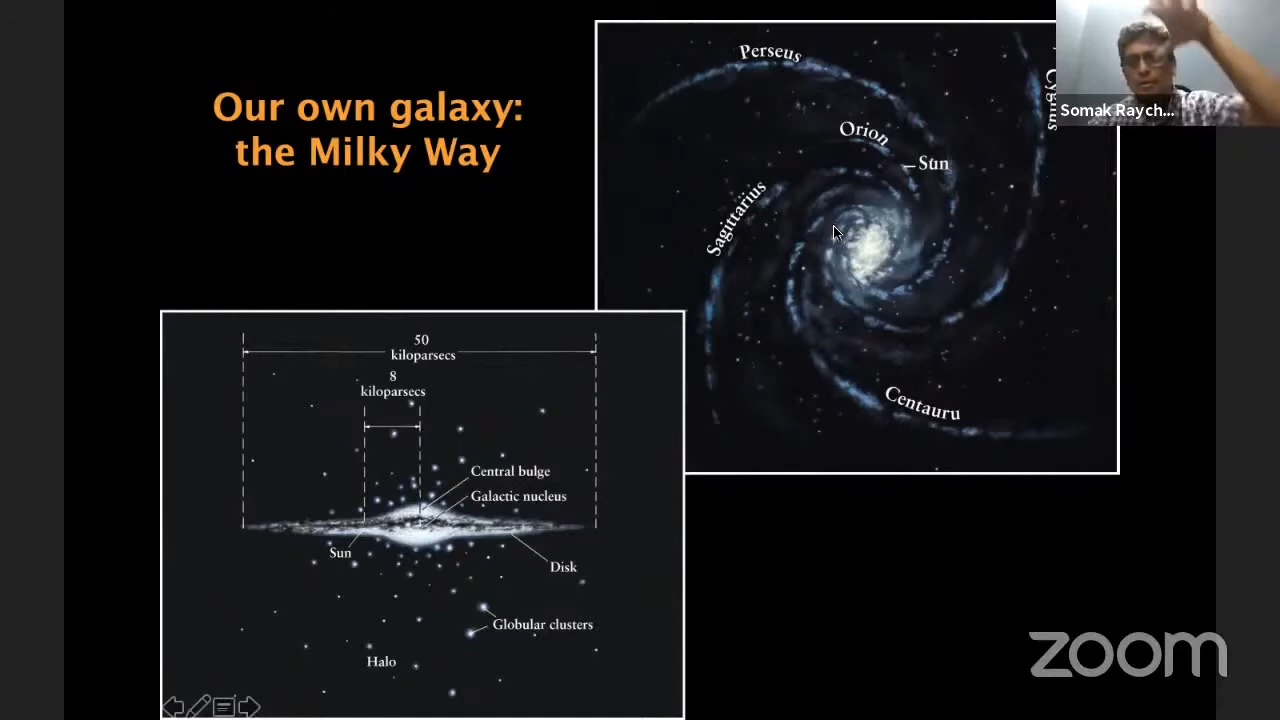 Our own galaxy:
the Milky Way
Perseus
Orion
Sun
Sagittarius
Cygnus
Centauru
Somak Raych...
50
kiloparsecs
8
kiloparsecs
Central bulge
Galactic nucleus
Sun
Disk
Globular clusters
Halo
zoom